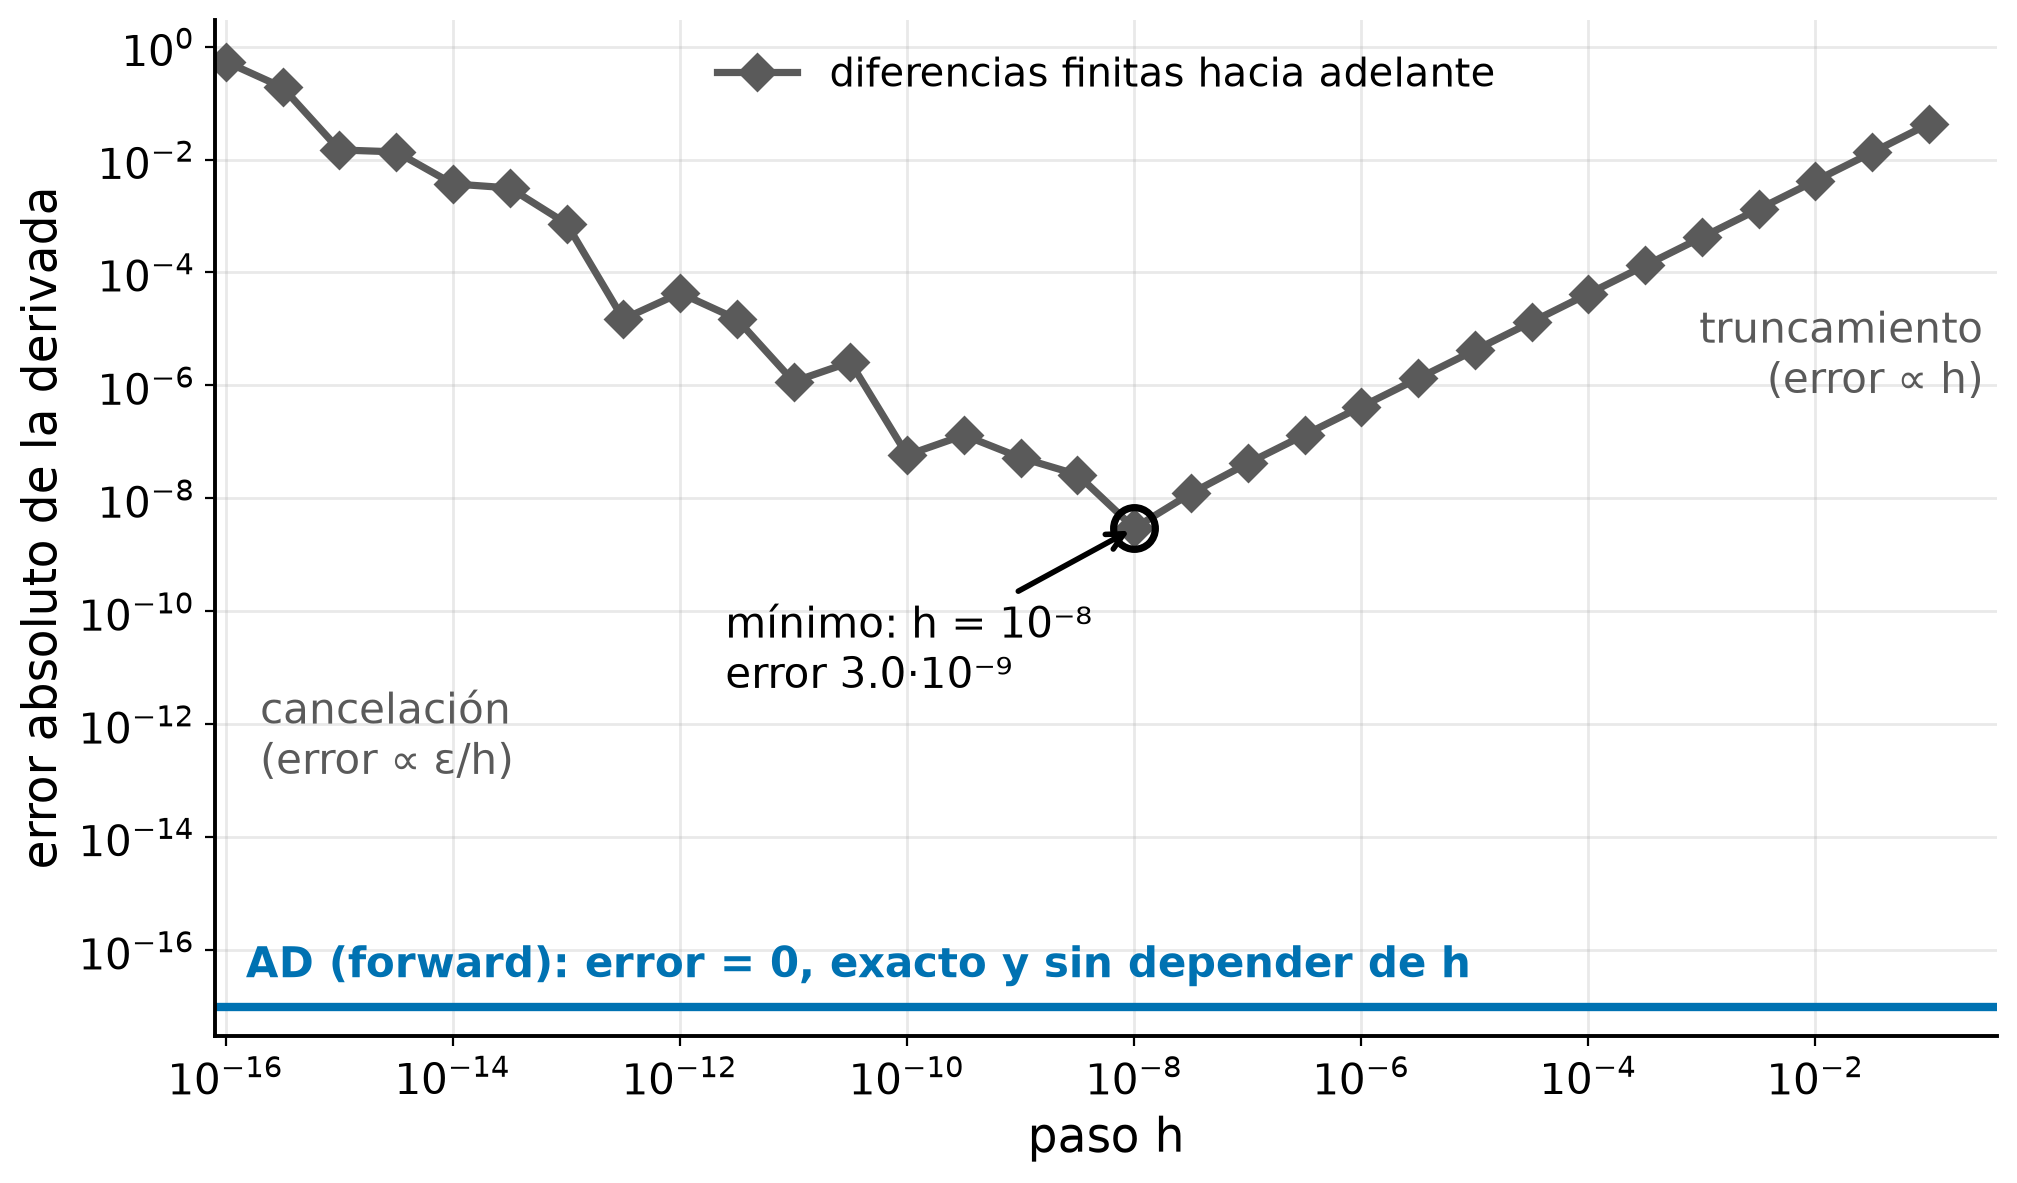 diferencias finitas hacia adelante
error absoluto de la derivada
10⁰
10⁻²
10⁻⁴
10⁻⁶
10⁻⁸
10⁻¹⁰
10⁻¹²
10⁻¹⁴
10⁻¹⁶
truncamiento
(error ∝ h)
mínimo: h = 10⁻⁸
error 3.0·10⁻⁹
cancelación
(error ∝ ε/h)
AD (forward): error = 0, exacto y sin depender de h
10⁻¹⁶ 10⁻¹⁴ 10⁻¹² 10⁻¹⁰ 10⁻⁸ 10⁻⁶ 10⁻⁴ 10⁻²
paso h